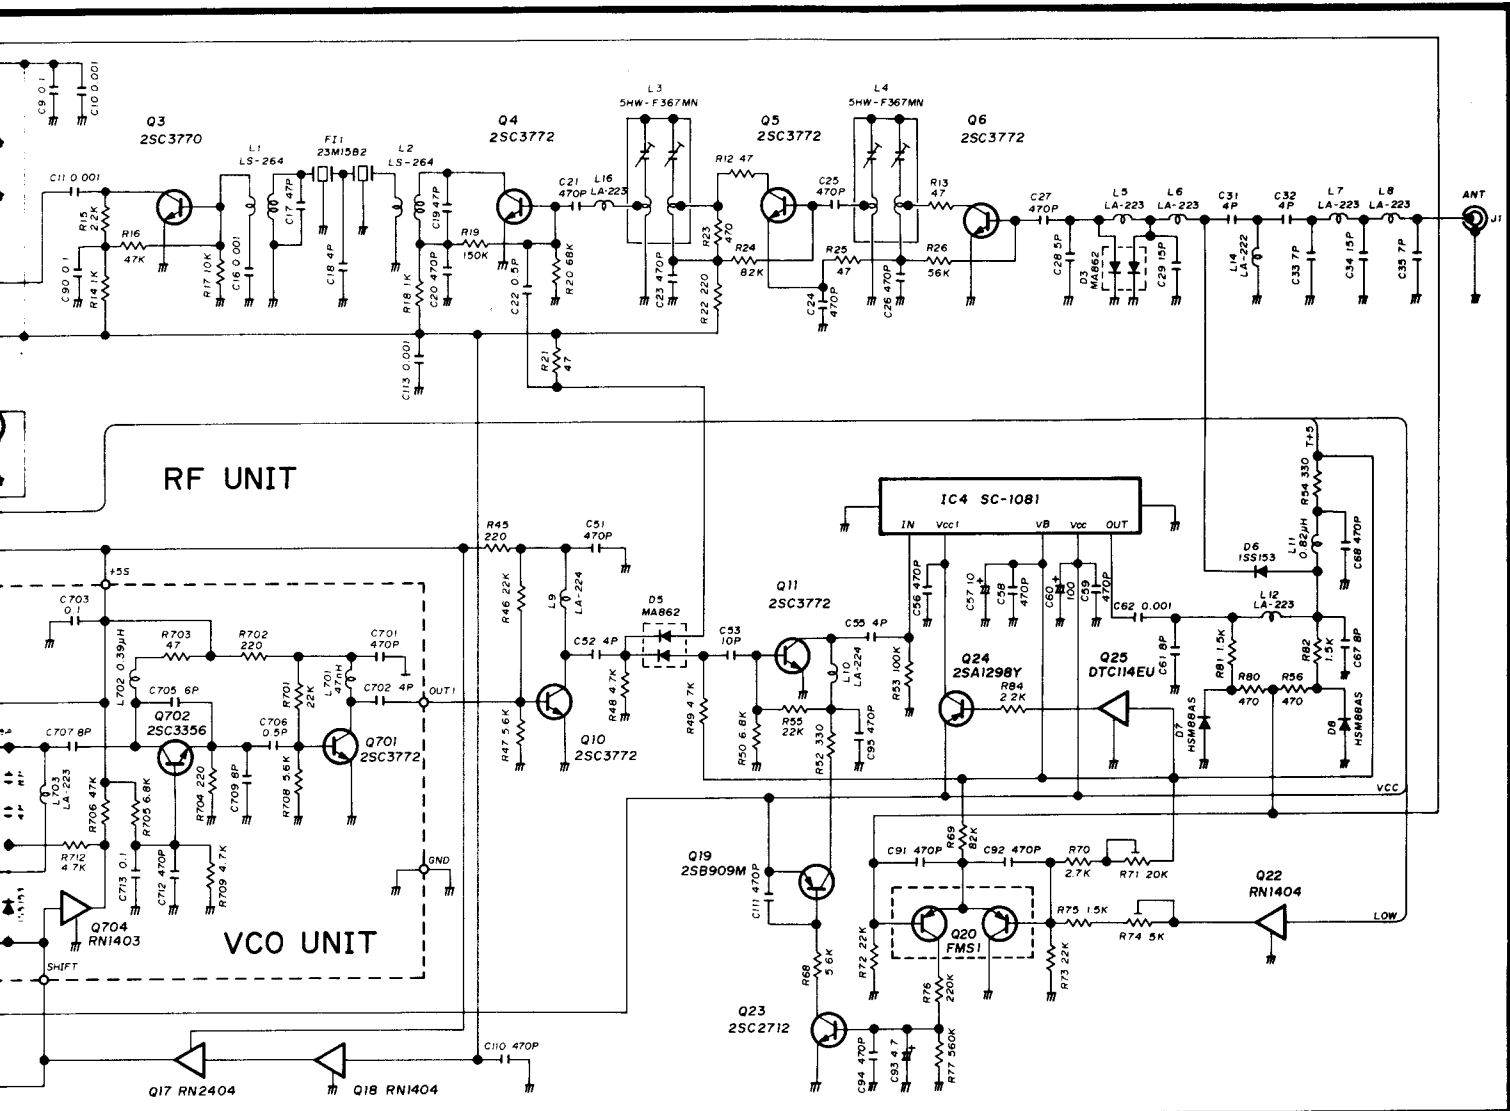 C9 0.1
C10 0.001
Q3
2SC3770
L1
LS-264
FI1
23M15B2
L2
LS-264
Q4
2SC3772
L3
5HW-F367MN
Q5
2SC3772
L4
5HW-F367MN
Q6
2SC3772
C11 0.001
R15
2.2K
R16
47K
C90 0.1
R14 1K
R17 10K
C16 0.001
C17 47P
C18 4P
C19 47P
R18 1K
C20 470P
R19
150K
C22 0.5P
R20 68K
C21
470P
L16
LA-223
C23 470P
R12 47
R23
470
R22 220
R24
82K
C25
470P
R25
47
C24
470P
C26 470P
R13
47
R26
56K
C27
470P
C28 5P
L5
LA-223
L6
LA-223
D3
MA862
C29 15P
C31
4P
C32
4P
L14
LA-222
L7
LA-223
L8
LA-223
C33 7P
C34 15P
C35 7P
ANT
J1
C113 0.001
R21
47
RF UNIT
T+5
R54 330
L11
0.82µH
C68 470P
IC4 SC-1081
IN
Vcc1
VB
Vcc
OUT
D6
1SS153
R45
220
C51
470P
R46 22K
L9
LA-224
C52 4P
D5
MA862
C53
10P
Q11
2SC3772
C55 4P
C56 470P
C57 10
C58
470P
C60
100
C59
470P
C62 0.001
L12
LA-223
C61 8P
R81 1.5K
R82
1.5K
C67 8P
+5S
C703
0.1
R703
47
R702
220
C701
470P
L702 0.39µH
C705 6P
R701
22K
L701
47nH
C702 4P
OUT1
Q702
2SC3356
C707 8P
C706
0.5P
Q701
2SC3772
R47 5.6K
Q10
2SC3772
R48 4.7K
R49 4.7K
R50 6.8K
R55
22K
L10
LA-224
R52 330
C95 470P
R53 100K
Q24
2SA1298Y
R84
2.2K
Q25
DTC114EU
R80
470
R56
470
D7
HSM88AS
D8
HSM88AS
L703
LA-223
R706 47K
R705 6.8K
R704 220
C709 8P
R708 5.6K
R712
4.7K
C713 0.1
C712 470P
R709 4.7K
GND
Q704
RN1403
VCO UNIT
SHIFT
VCC
Q19
2SB909M
C111 470P
R69
82K
C91 470P
C92 470P
R70
2.7K
R71 20K
Q22
RN1404
Q20
FMS1
R75 1.5K
R74 5K
LOW
R72 22K
R73 22K
R68
5.6K
R76
220K
Q23
2SC2712
C94 470P
C93 4.7
R77 560K
C110 470P
Q17 RN2404
Q18 RN1404